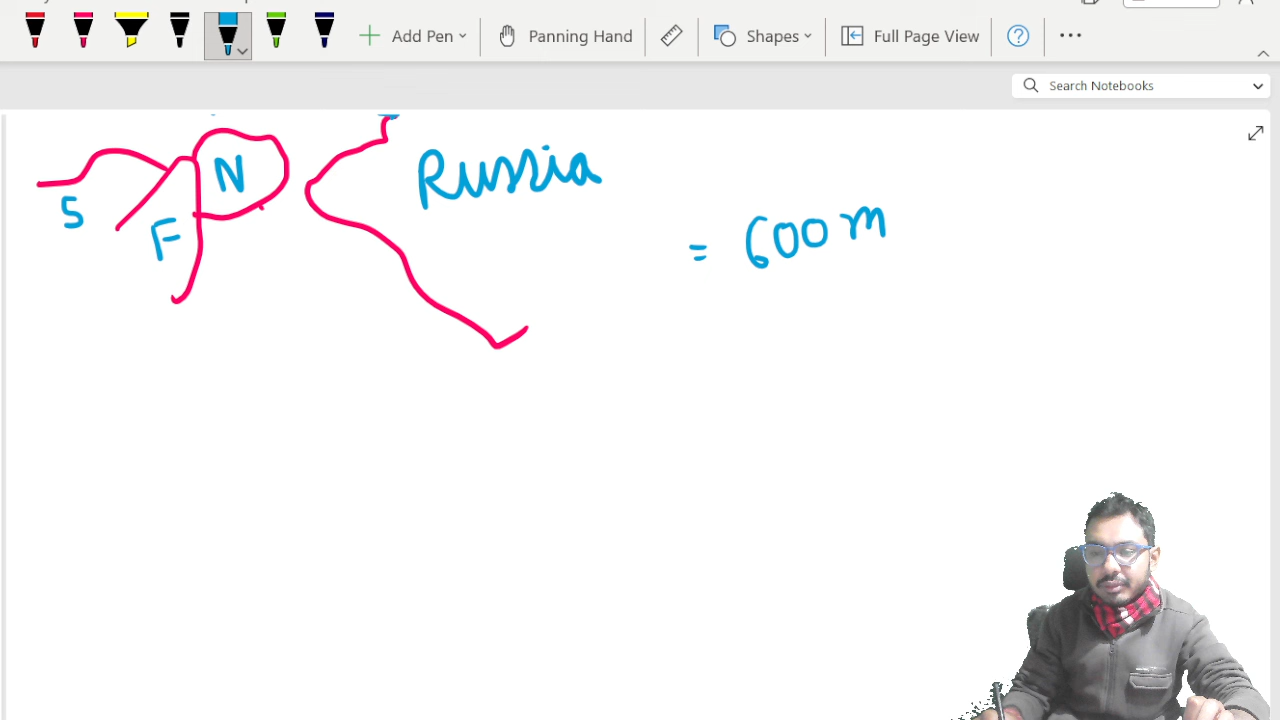 Add Pen
Panning Hand
Shapes
Full Page View
Search Notebooks
N
Russia
S
F
= 600 m